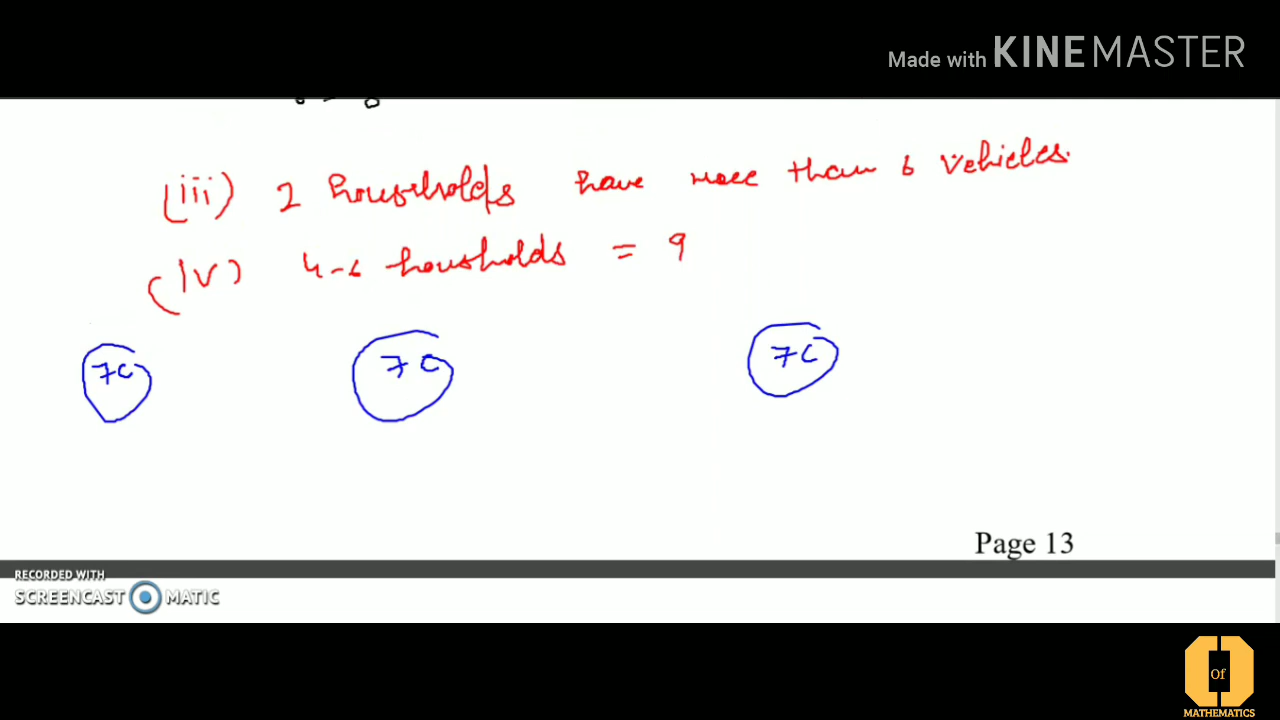 Made with KINEMASTER
(iii) 2 households have more than 6 vehicles.
(iv) 4-6 housholds = 9
7C 7C 7C
Page 13
RECORDED WITH
SCREENCAST MATIC
Of
MATHEMATICS